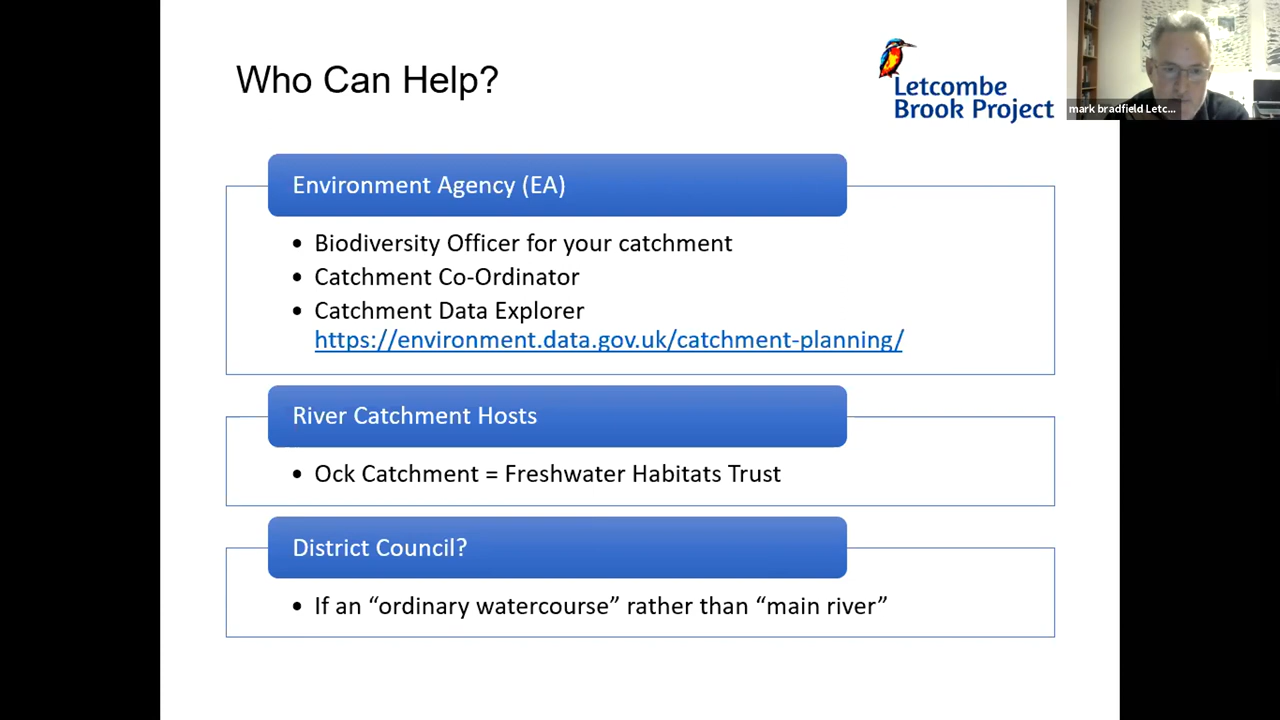 Who Can Help?
Letcombe
Brook Project
mark bradfield Letc...
Environment Agency (EA)
• Biodiversity Officer for your catchment
• Catchment Co-Ordinator
• Catchment Data Explorer
https://environment.data.gov.uk/catchment-planning/
River Catchment Hosts
• Ock Catchment = Freshwater Habitats Trust
District Council?
• If an “ordinary watercourse” rather than “main river”